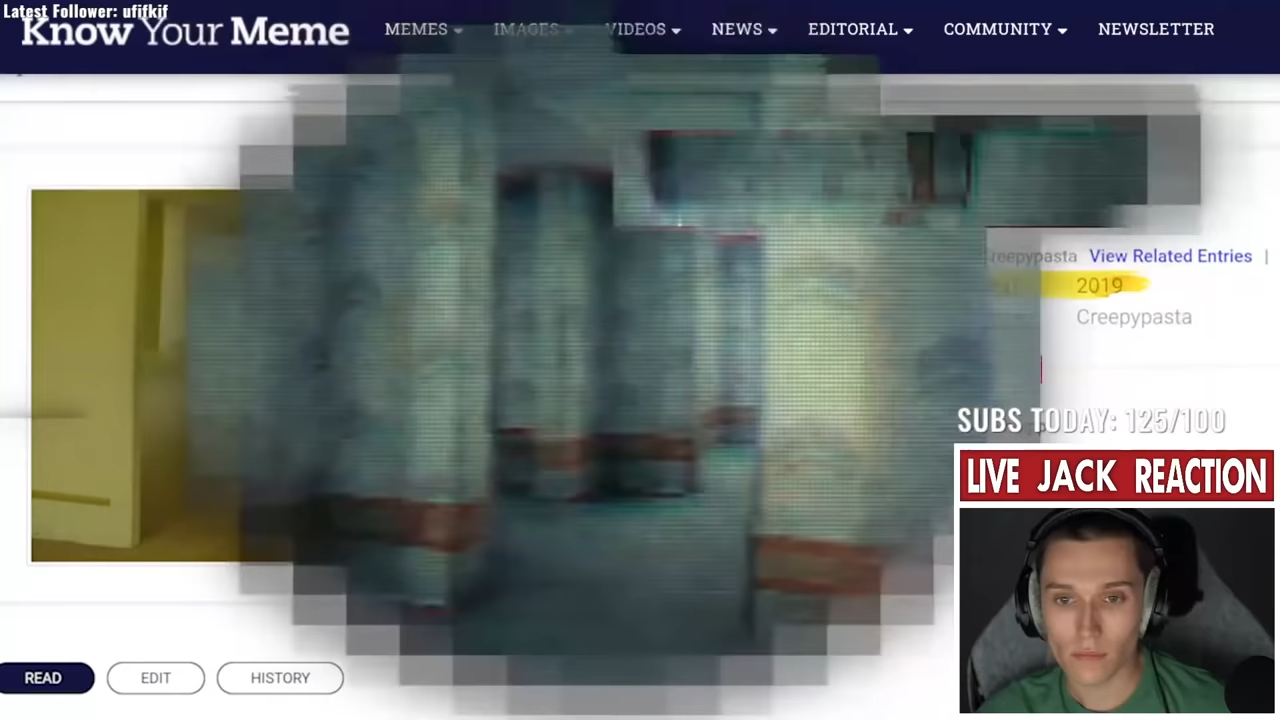 Latest Follower: ufifkif
Know Your Meme
MEMES
IMAGES
VIDEOS
NEWS
EDITORIAL
COMMUNITY
NEWSLETTER
reepypasta View Related Entries |
2019
Creepypasta
SUBS TODAY: 125/100
LIVE JACK REACTION
READ
EDIT
HISTORY